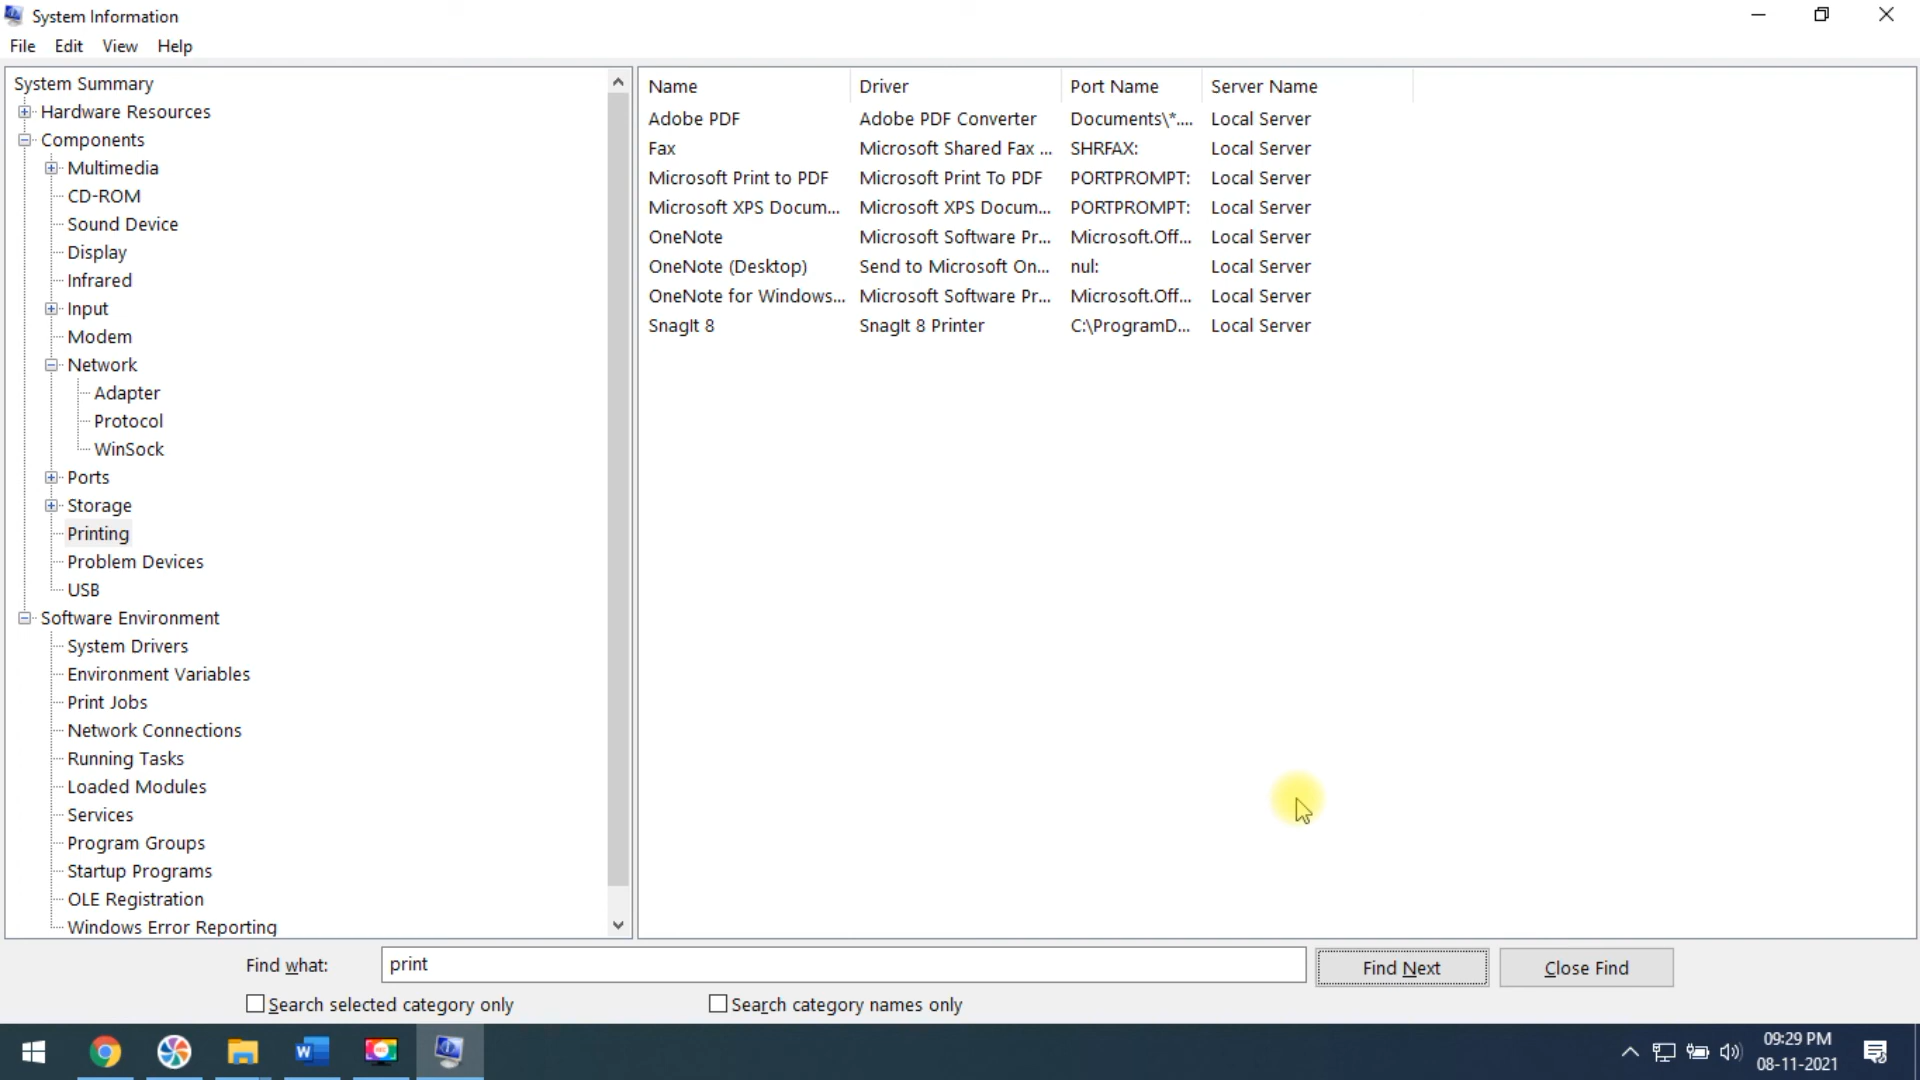 System Information
File Edit View Help
System Summary
Hardware Resources
Components
Multimedia
CD-ROM
Sound Device
Display
Infrared
Input
Modem
Network
Adapter
Protocol
WinSock
Ports
Storage
Printing
Problem Devices
USB
Software Environment
System Drivers
Environment Variables
Print Jobs
Network Connections
Running Tasks
Loaded Modules
Services
Program Groups
Startup Programs
OLE Registration
Windows Error Reporting
Name Driver Port Name Server Name
Adobe PDF Adobe PDF Converter Documents\*.... Local Server
Fax Microsoft Shared Fax ... SHRFAX: Local Server
Microsoft Print to PDF Microsoft Print To PDF PORTPROMPT: Local Server
Microsoft XPS Docum... Microsoft XPS Docum... PORTPROMPT: Local Server
OneNote Microsoft Software Pr... Microsoft.Off... Local Server
OneNote (Desktop) Send to Microsoft On... nul: Local Server
OneNote for Windows... Microsoft Software Pr... Microsoft.Off... Local Server
SnagIt 8 SnagIt 8 Printer C:\ProgramD... Local Server
Find what: print Find Next Close Find
Search selected category only Search category names only
09:29 PM
08-11-2021